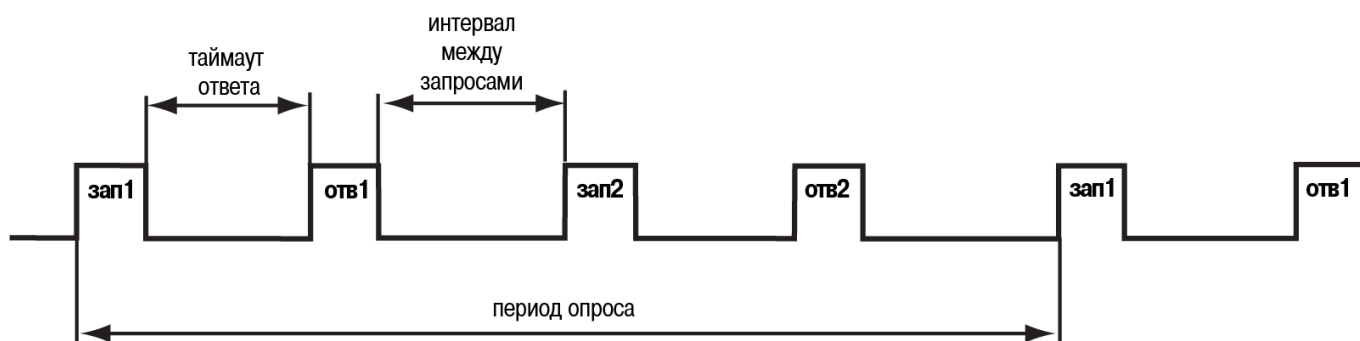 таймаут
ответа
интервал
между
запросами
зап1
отв1
зап2
отв2
зап1
отв1
период опроса